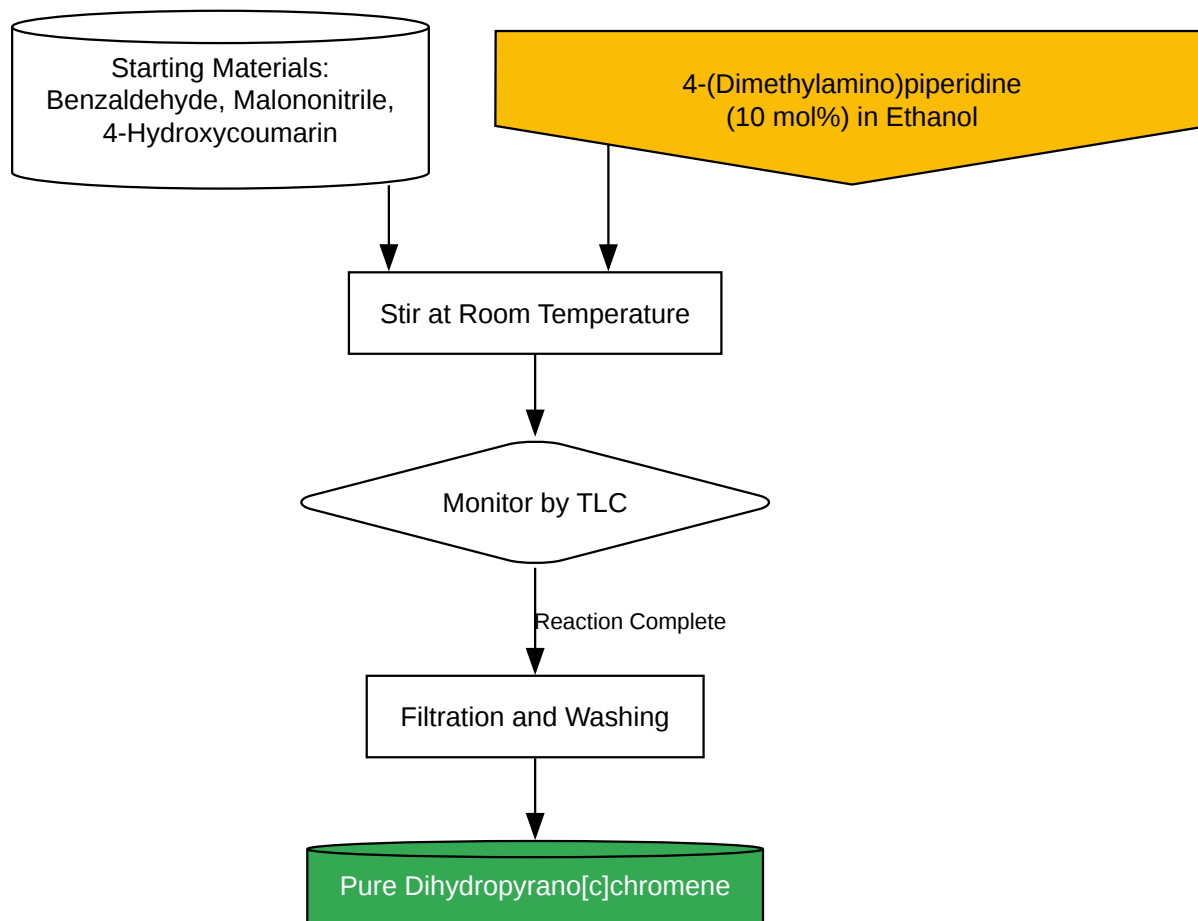 Starting Materials:
Benzaldehyde, Malononitrile,
4-Hydroxycoumarin
4-(Dimethylamino)piperidine
(10 mol%) in Ethanol
Stir at Room Temperature
Monitor by TLC
Reaction Complete
Filtration and Washing
Pure Dihydropyrano[c]chromene